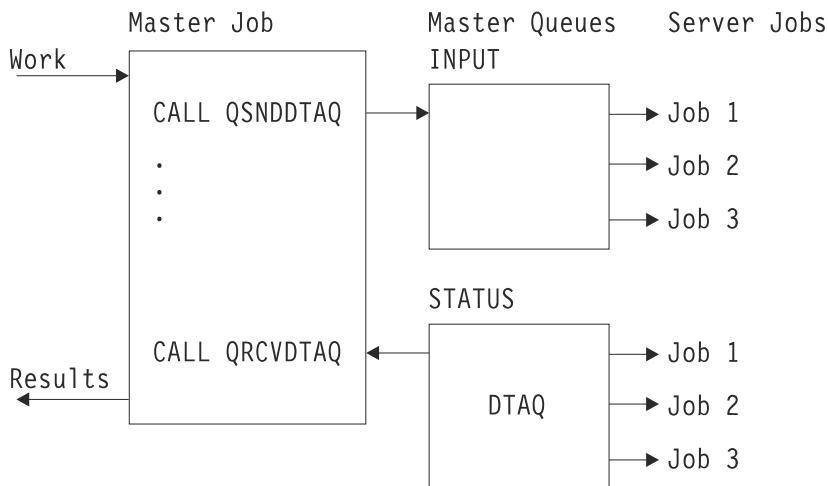 Master Job
Master Queues
Server Jobs
Work
INPUT
CALL QSNDDTAQ
.
.
.
Job 1
Job 2
Job 3
STATUS
CALL QRCVDTAQ
Results
DTAQ
Job 1
Job 2
Job 3